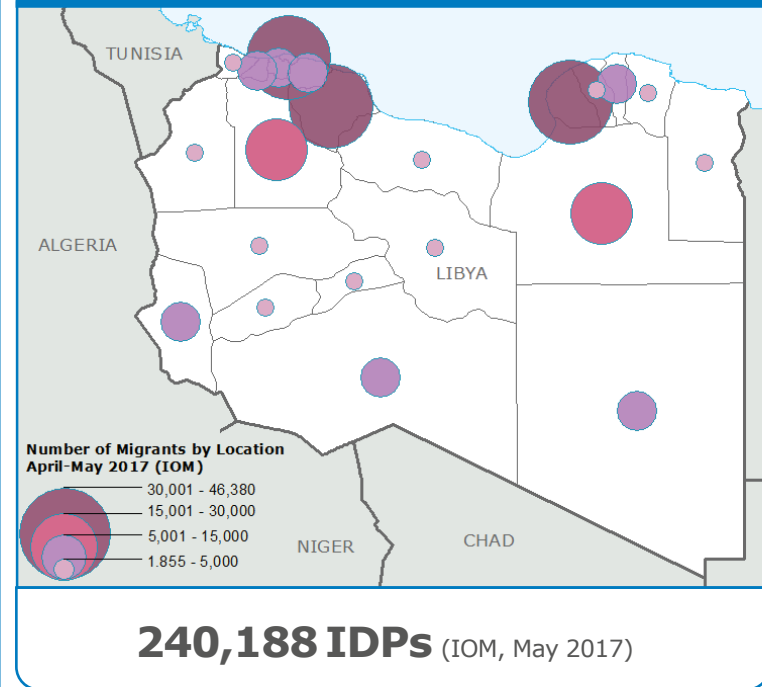 TUNISIA
ALGERIA
LIBYA
Number of Migrants by Location
April-May 2017 (IOM)
30,001 - 46,380
15,001 - 30,000
5,001 - 15,000
1.855 - 5,000
NIGER
CHAD
240,188 IDPs (IOM, May 2017)